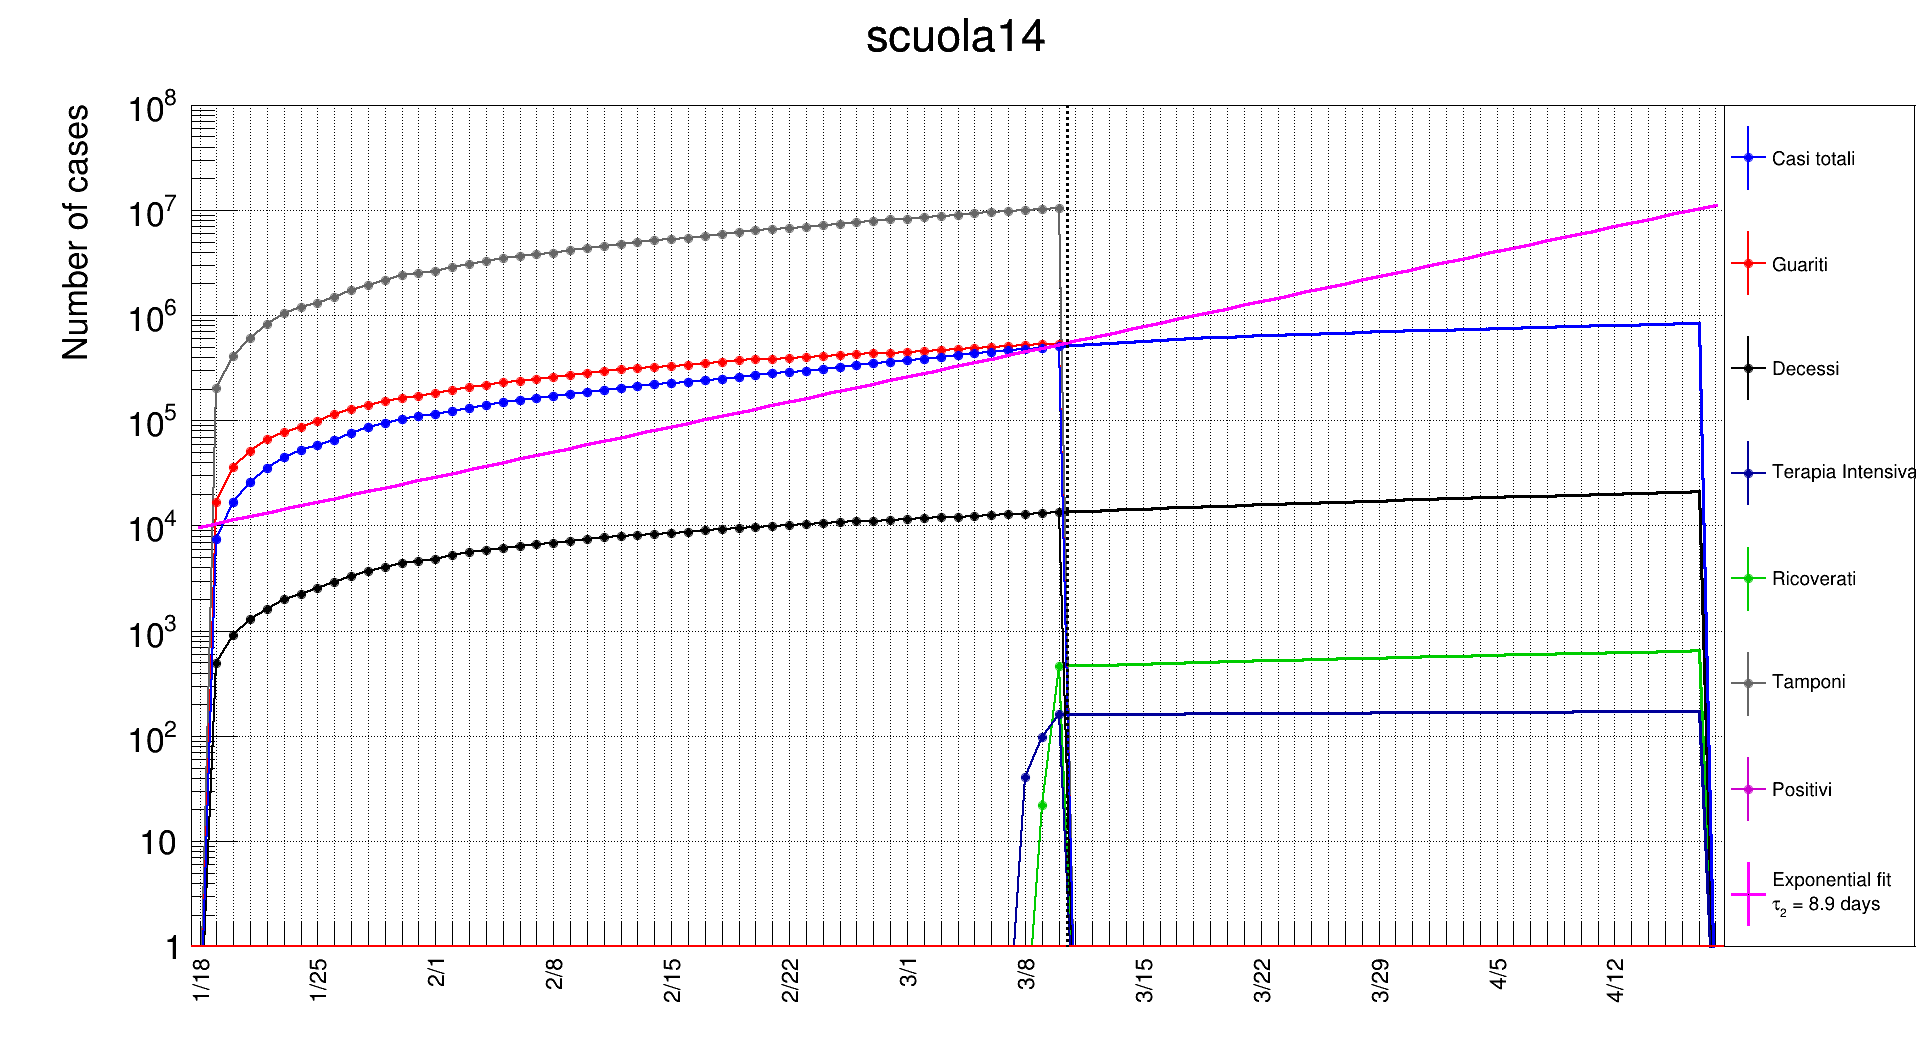 scuola14
Number of cases
10^8
10^7
10^6
10^5
10^4
10^3
10^2
10
1
1/18
1/25
2/1
2/8
2/15
2/22
3/1
3/8
3/15
3/22
3/29
4/5
4/12
Casi totali
Guariti
Decessi
Terapia Intensiva
Ricoverati
Tamponi
Positivi
Exponential fit
τ₂ = 8.9 days